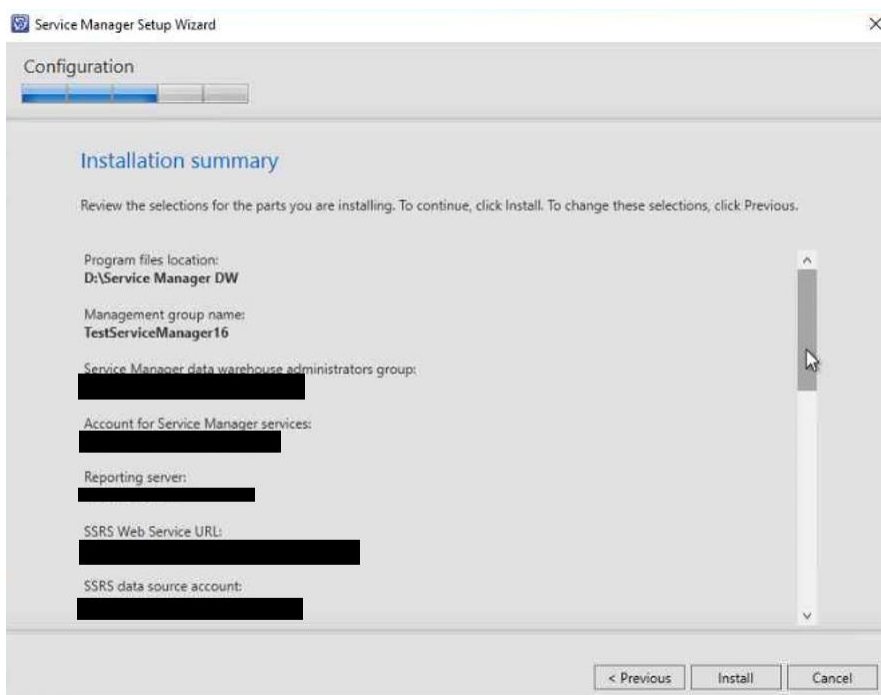 Service Manager Setup Wizard
Configuration
Installation summary
Review the selections for the parts you are installing. To continue, click Install. To change these selections, click Previous.
Program files location:
D:\Service Manager DW
Management group name:
TestServiceManager16
Service Manager data warehouse administrators group:
Account for Service Manager services:
Reporting server:
SSRS Web Service URL:
SSRS data source account:
< Previous
Install
Cancel